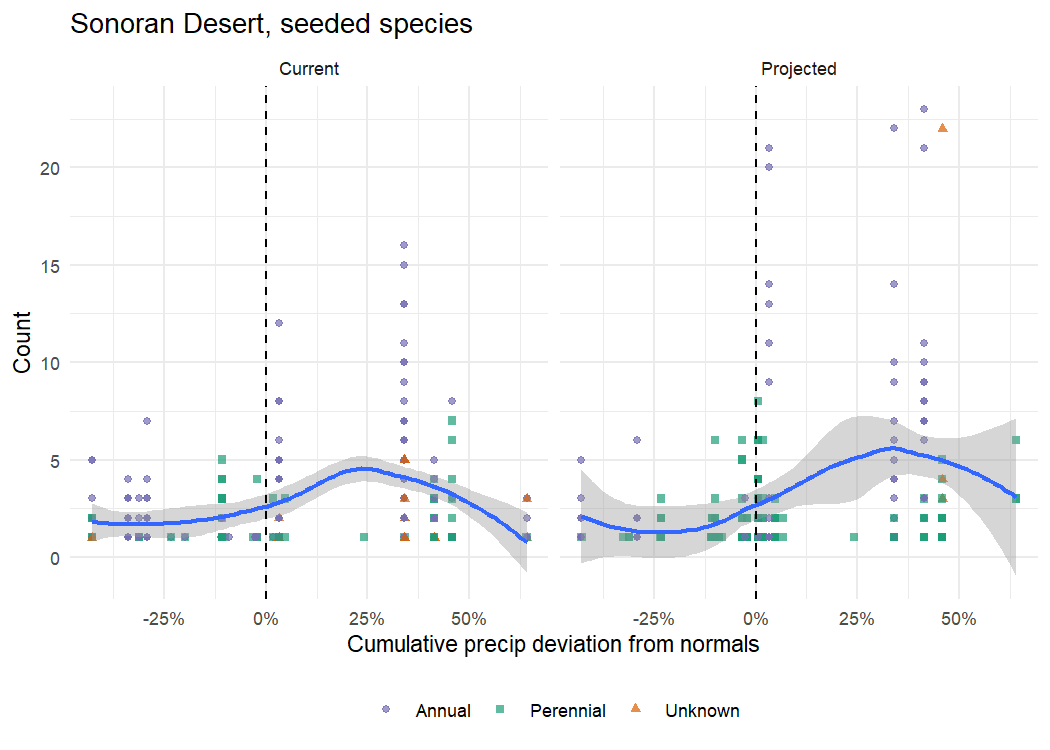 Sonoran Desert, seeded species
Current
Projected
Count
20
15
10
5
0
-25% 0% 25% 50%
-25% 0% 25% 50%
Cumulative precip deviation from normals
Annual Perennial Unknown